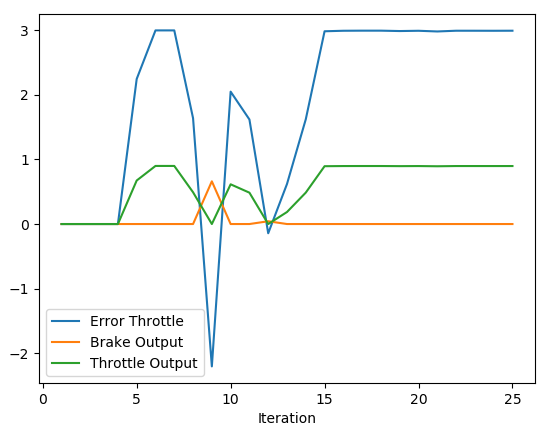 3
2
1
0
−1
−2
Error Throttle
Brake Output
Throttle Output
0 5 10 15 20 25
Iteration